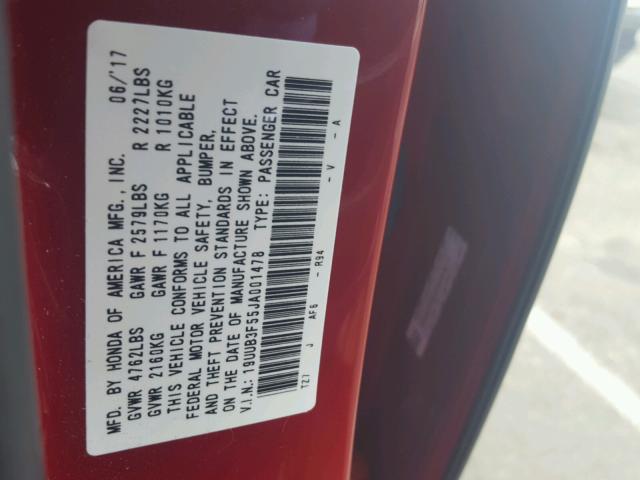 MFD. BY HONDA OF AMERICA MFG., INC. 06/'17
GVWR 4762LBS GAWR F 2579LBS R 2227LBS
GVWR 2160KG GAWR F 1170KG R 1010KG
THIS VEHICLE CONFORMS TO ALL APPLICABLE
FEDERAL MOTOR VEHICLE SAFETY, BUMPER,
AND THEFT PREVENTION STANDARDS IN EFFECT
ON THE DATE OF MANUFACTURE SHOWN ABOVE.
V.I.N.: 19UUB3F55JA001478 TYPE: PASSENGER CAR
TZ7 J AF6 - R94 - V - A